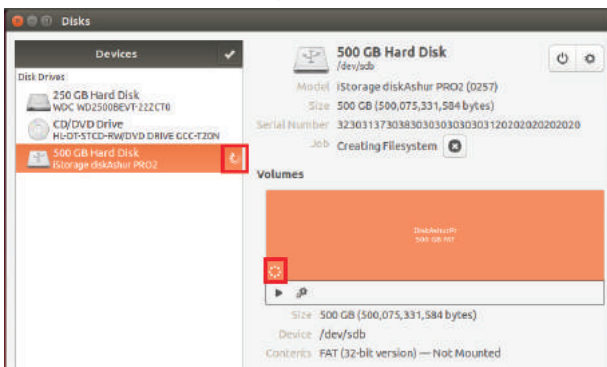 Disks
Devices
Disk Drives
250 GB Hard Disk
WDC WD2500BEVT-22ZCT0
CD/DVD Drive
HL-DT-STCD-RW/DVD DRIVE GCC-T20N
500 GB Hard Disk
iStorage diskAshur PRO2
500 GB Hard Disk
/dev/sdb
Model iStorage diskAshur PRO2 (0257)
Size 500 GB (500,075,331,584 bytes)
Serial Number
Job Creating Filesystem
Volumes
500 GB FAT
Size 500 GB (500,075,331,584 bytes)
Device /dev/sdb
Contents FAT (32-bit version) — Not Mounted